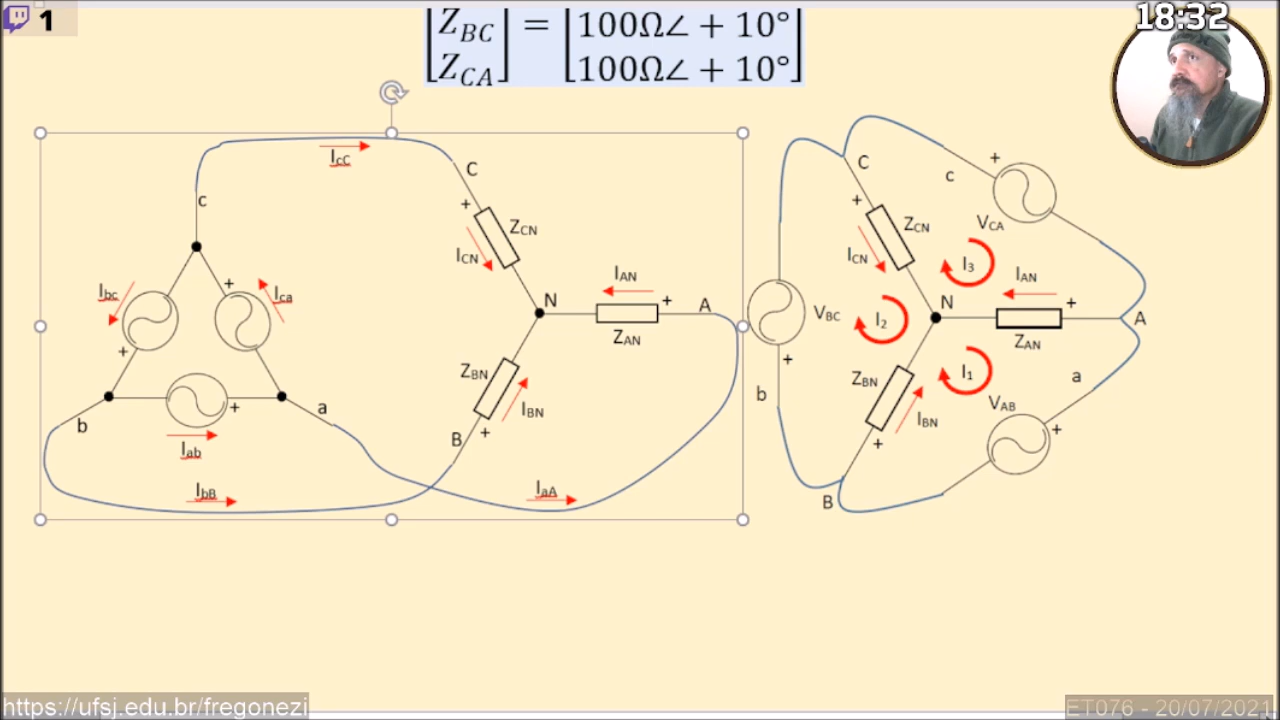 1
18:32
Z_BC = 100Ω∠ + 10°
Z_CA 100Ω∠ + 10°
I_cC
C
c
+
Z_CN
I_CN
I_bc
+
I_ca
+
N
I_AN
+
A
Z_AN
b
+
a
I_ab
Z_BN
I_BN
B
+
I_bB
I_aA
C
c
+
+
Z_CN
V_CA
I_CN
I_3
I_AN
N
+
A
V_BC
I_2
Z_AN
+
Z_BN
I_1
a
b
V_AB
+
I_BN
+
B
https://ufsj.edu.br/fregonezi
ET076 - 20/07/2021